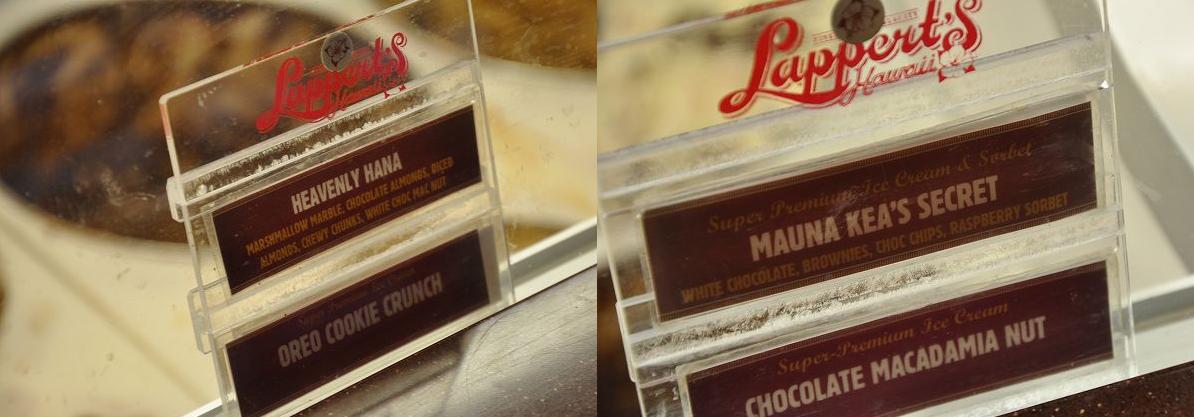 Lappert's
Hawaii
HEAVENLY HANA
MARSHMALLOW MARBLE, CHOCOLATE ALMONDS, DICED
ALMONDS, CHEWY CHUNKS, WHITE CHOC MAC NUT
Super-Premium Ice Cream
OREO COOKIE CRUNCH
Lappert's
Hawaii
Super Premium Ice Cream & Sorbet
MAUNA KEA'S SECRET
WHITE CHOCOLATE, BROWNIES, CHOC CHIPS, RASPBERRY SORBET
Super-Premium Ice Cream
CHOCOLATE MACADAMIA NUT